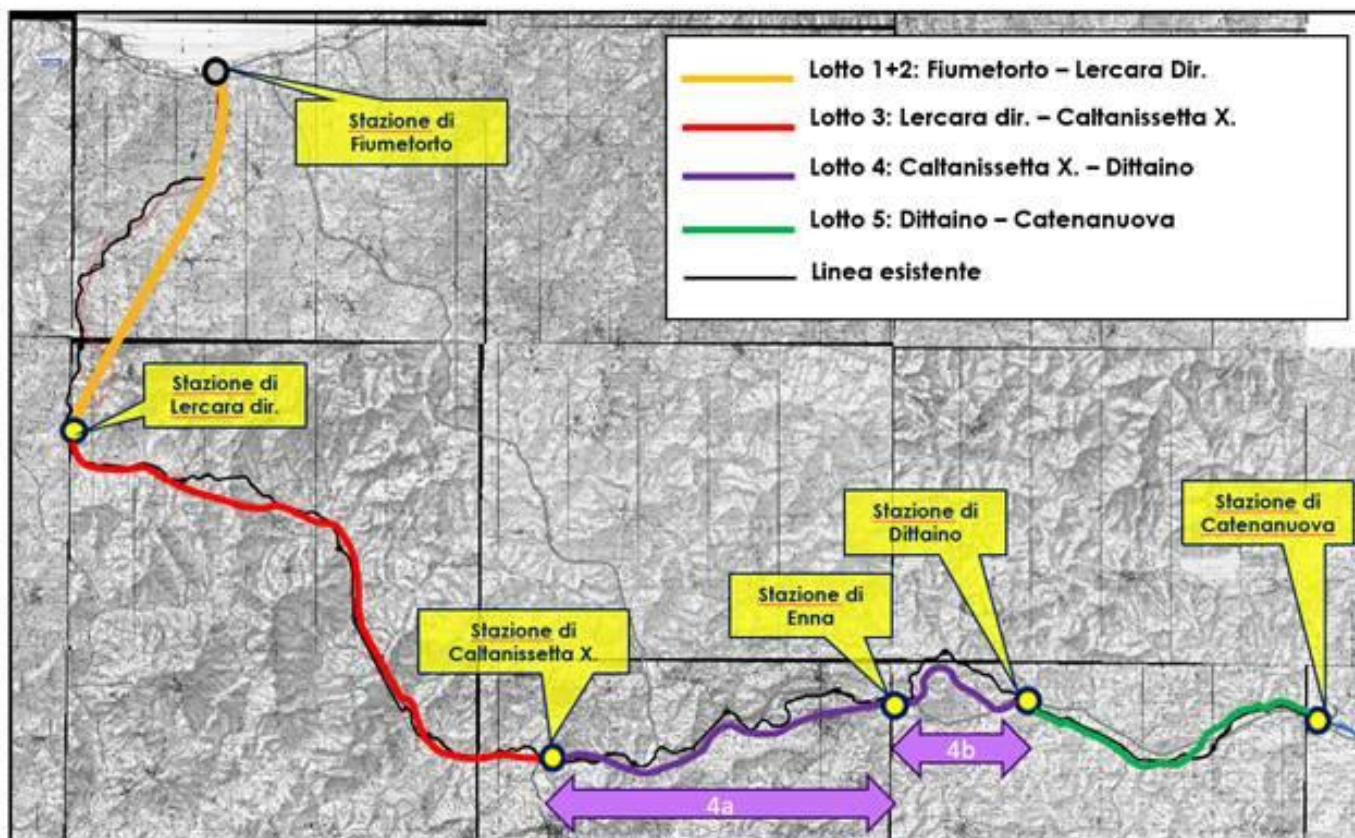 Lotto 1+2: Fiumetorto – Lercara Dir.
Lotto 3: Lercara dir. – Caltanissetta X.
Lotto 4: Caltanissetta X. – Dittaino
Lotto 5: Dittaino – Catenanuova
Linea esistente
Stazione di
Fiumetorto
Stazione di
Lercara dir.
Stazione di
Caltanissetta X.
Stazione di
Enna
Stazione di
Dittaino
Stazione di
Catenanuova
4b
4a